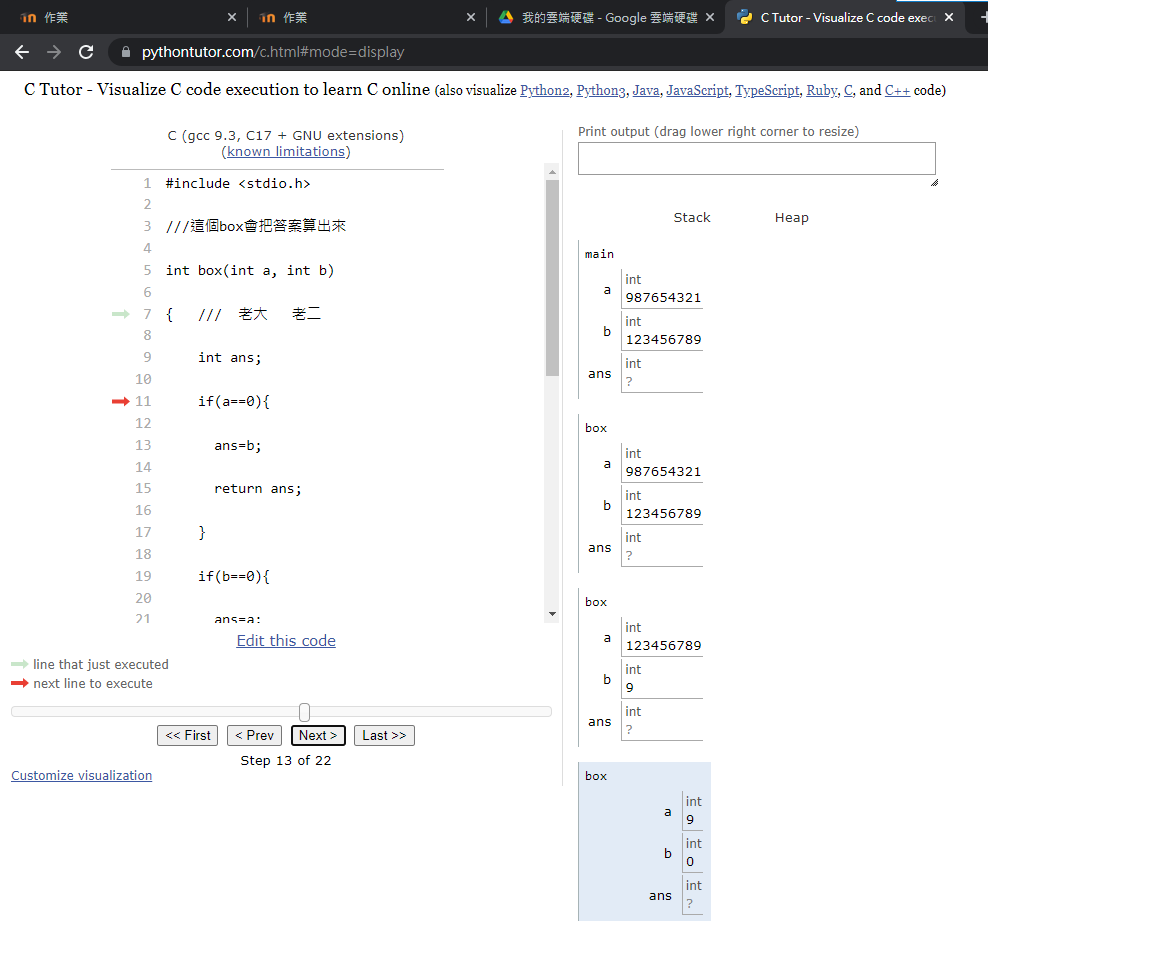 作業
作業
我的雲端硬碟 - Google 雲端硬碟
C Tutor - Visualize C code exec
pythontutor.com/c.html#mode=display
C Tutor - Visualize C code execution to learn C online (also visualize Python2, Python3, Java, JavaScript, TypeScript, Ruby, C, and C++ code)
C (gcc 9.3, C17 + GNU extensions)
(known limitations)
1 #include <stdio.h>
2
3 ///這個box會把答案算出來
4
5 int box(int a, int b)
6
7 { /// 老大 老二
8
9 int ans;
10
11 if(a==0){
12
13 ans=b;
14
15 return ans;
16
17 }
18
19 if(b==0){
20
21 ans=a;
Edit this code
line that just executed
next line to execute
<< First < Prev Next > Last >>
Step 13 of 22
Customize visualization
Print output (drag lower right corner to resize)
Stack Heap
main
int
a 987654321
int
b 123456789
int
ans ?
box
int
a 987654321
int
b 123456789
int
ans ?
box
int
a 123456789
int
b 9
int
ans ?
box
int
a 9
int
b 0
int
ans ?